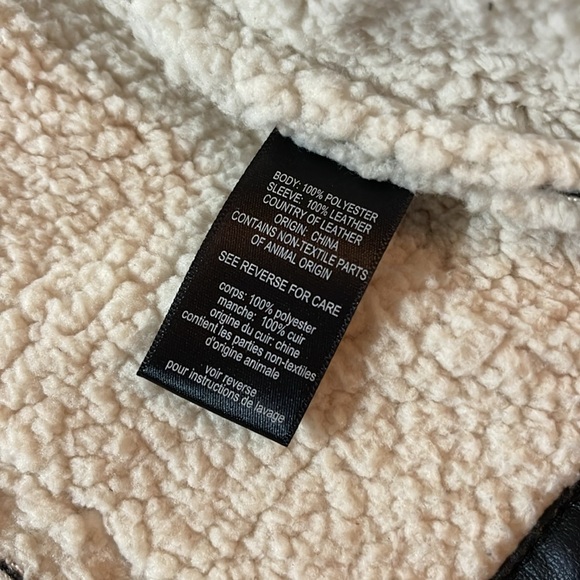 BODY: 100% POLYESTER
SLEEVE: 100% LEATHER
COUNTRY OF LEATHER
ORIGIN: CHINA
CONTAINS NON-TEXTILE PARTS
OF ANIMAL ORIGIN
SEE REVERSE FOR CARE
corps: 100% polyester
manche: 100% cuir
origine du cuir: chine
contient les parties non-textiles
d'origine animale
voir reverse
pour instructions de lavage